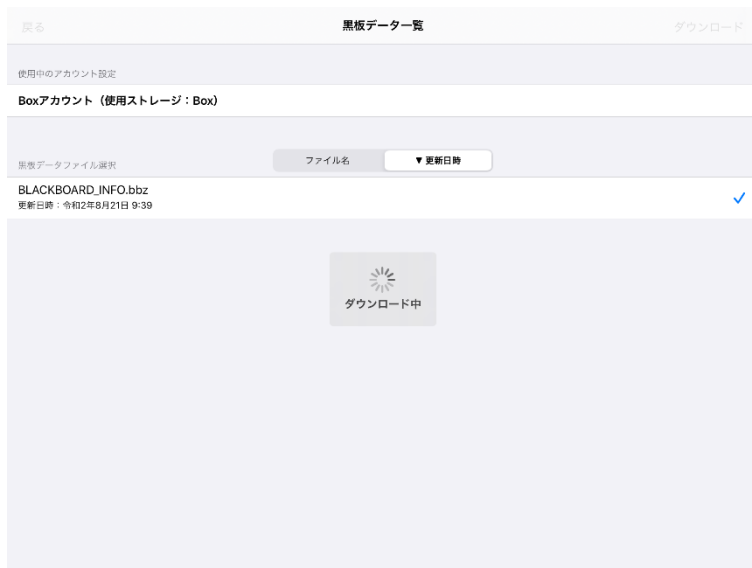 戻る
黒板データ一覧
ダウンロード
使用中のアカウント設定
Boxアカウント（使用ストレージ：Box）
黒板データファイル選択
ファイル名
▼更新日時
BLACKBOARD_INFO.bbz
更新日時：令和2年8月21日 9:39
ダウンロード中